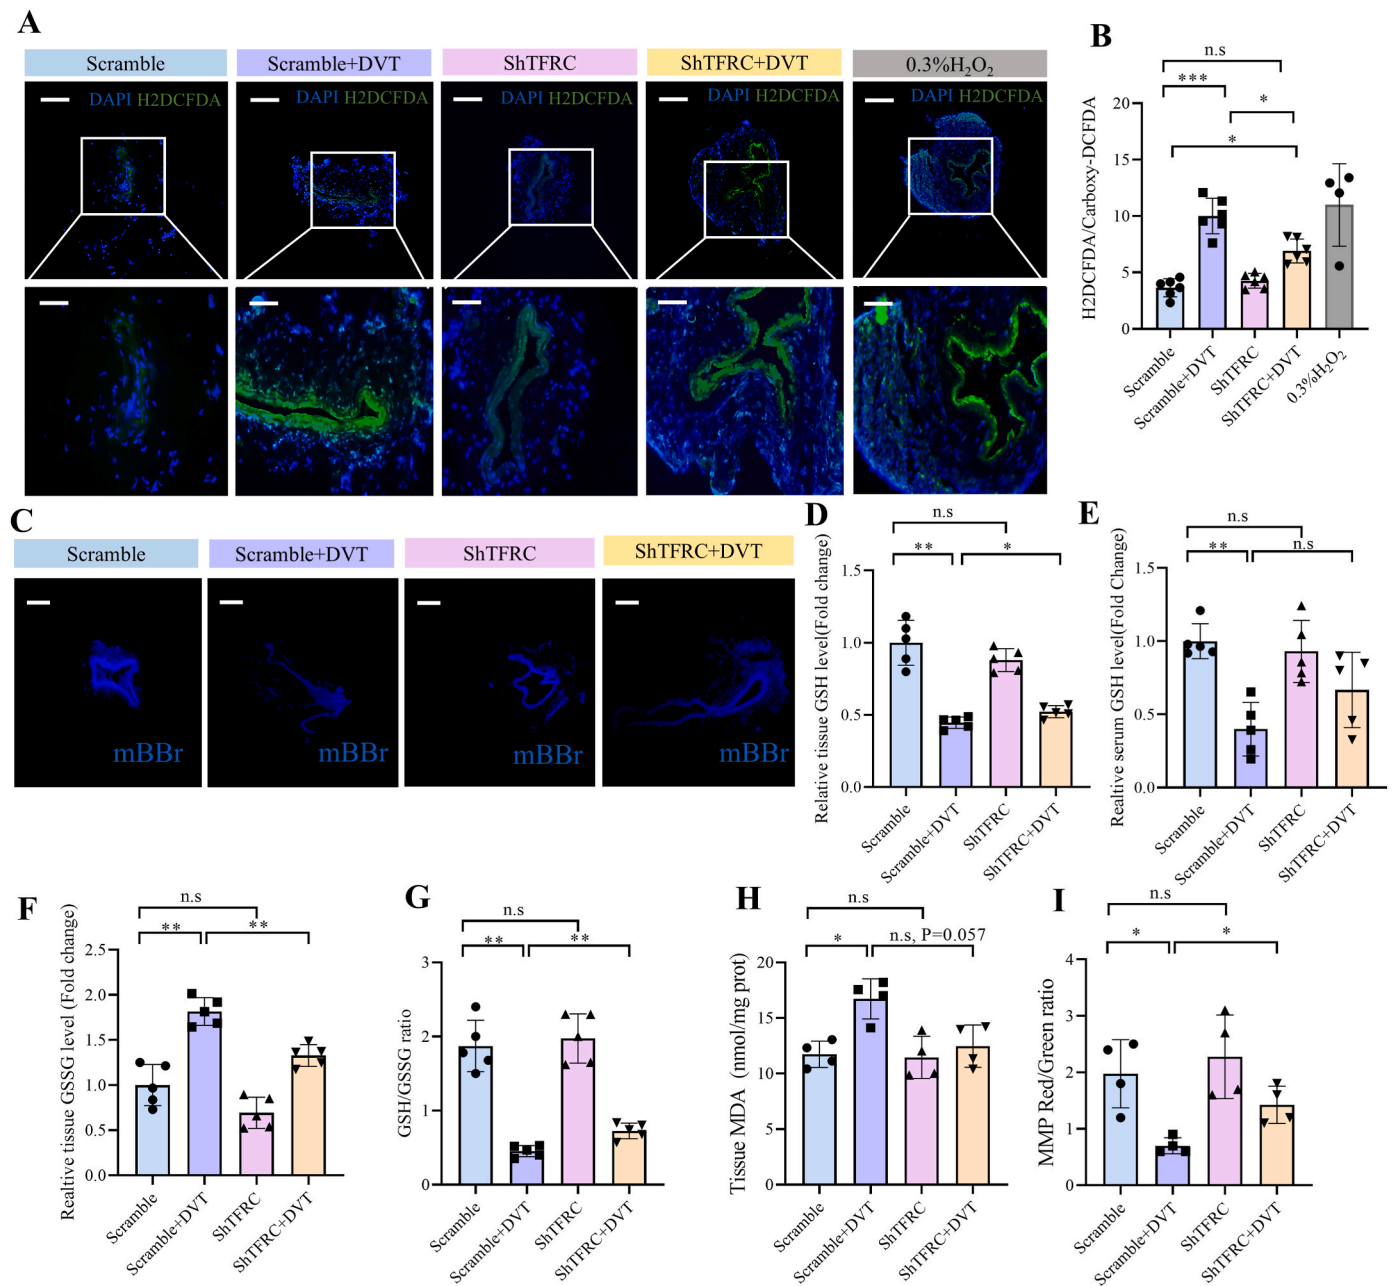 A
Scramble
Scramble+DVT
ShTFRC
ShTFRC+DVT
0.3%H₂O₂
DAPI H2DCFDA
DAPI H2DCFDA
DAPI H2DCFDA
DAPI H2DCFDA
DAPI H2DCFDA
B
n.s
***
*
*
H2DCFDA/Carboxy-DCFDA
20
15
10
5
0
Scramble
Scramble+DVT
ShTFRC
ShTFRC+DVT
0.3%H₂O₂
C
Scramble
Scramble+DVT
ShTFRC
ShTFRC+DVT
mBBr
mBBr
mBBr
mBBr
D
n.s
**
*
Relative tissue GSH level(Fold change)
1.5
1.0
0.5
0.0
Scramble
Scramble+DVT
ShTFRC
ShTFRC+DVT
E
n.s
**
n.s
Realtive serum GSH level(Fold Change)
1.5
1.0
0.5
0.0
Scramble
Scramble+DVT
ShTFRC
ShTFRC+DVT
F
n.s
**
**
Realtive tissue GSSG level (Fold change)
2.5
2.0
1.5
1.0
0.5
0.0
Scramble
Scramble+DVT
ShTFRC
ShTFRC+DVT
G
n.s
**
**
GSH/GSSG ratio
3
2
1
0
Scramble
Scramble+DVT
ShTFRC
ShTFRC+DVT
H
n.s
*
n.s, P=0.057
Tissue MDA (nmol/mg prot)
20
15
10
5
0
Scramble
Scramble+DVT
ShTFRC
ShTFRC+DVT
I
n.s
*
*
MMP Red/Green ratio
4
3
2
1
0
Scramble
Scramble+DVT
ShTFRC
ShTFRC+DVT